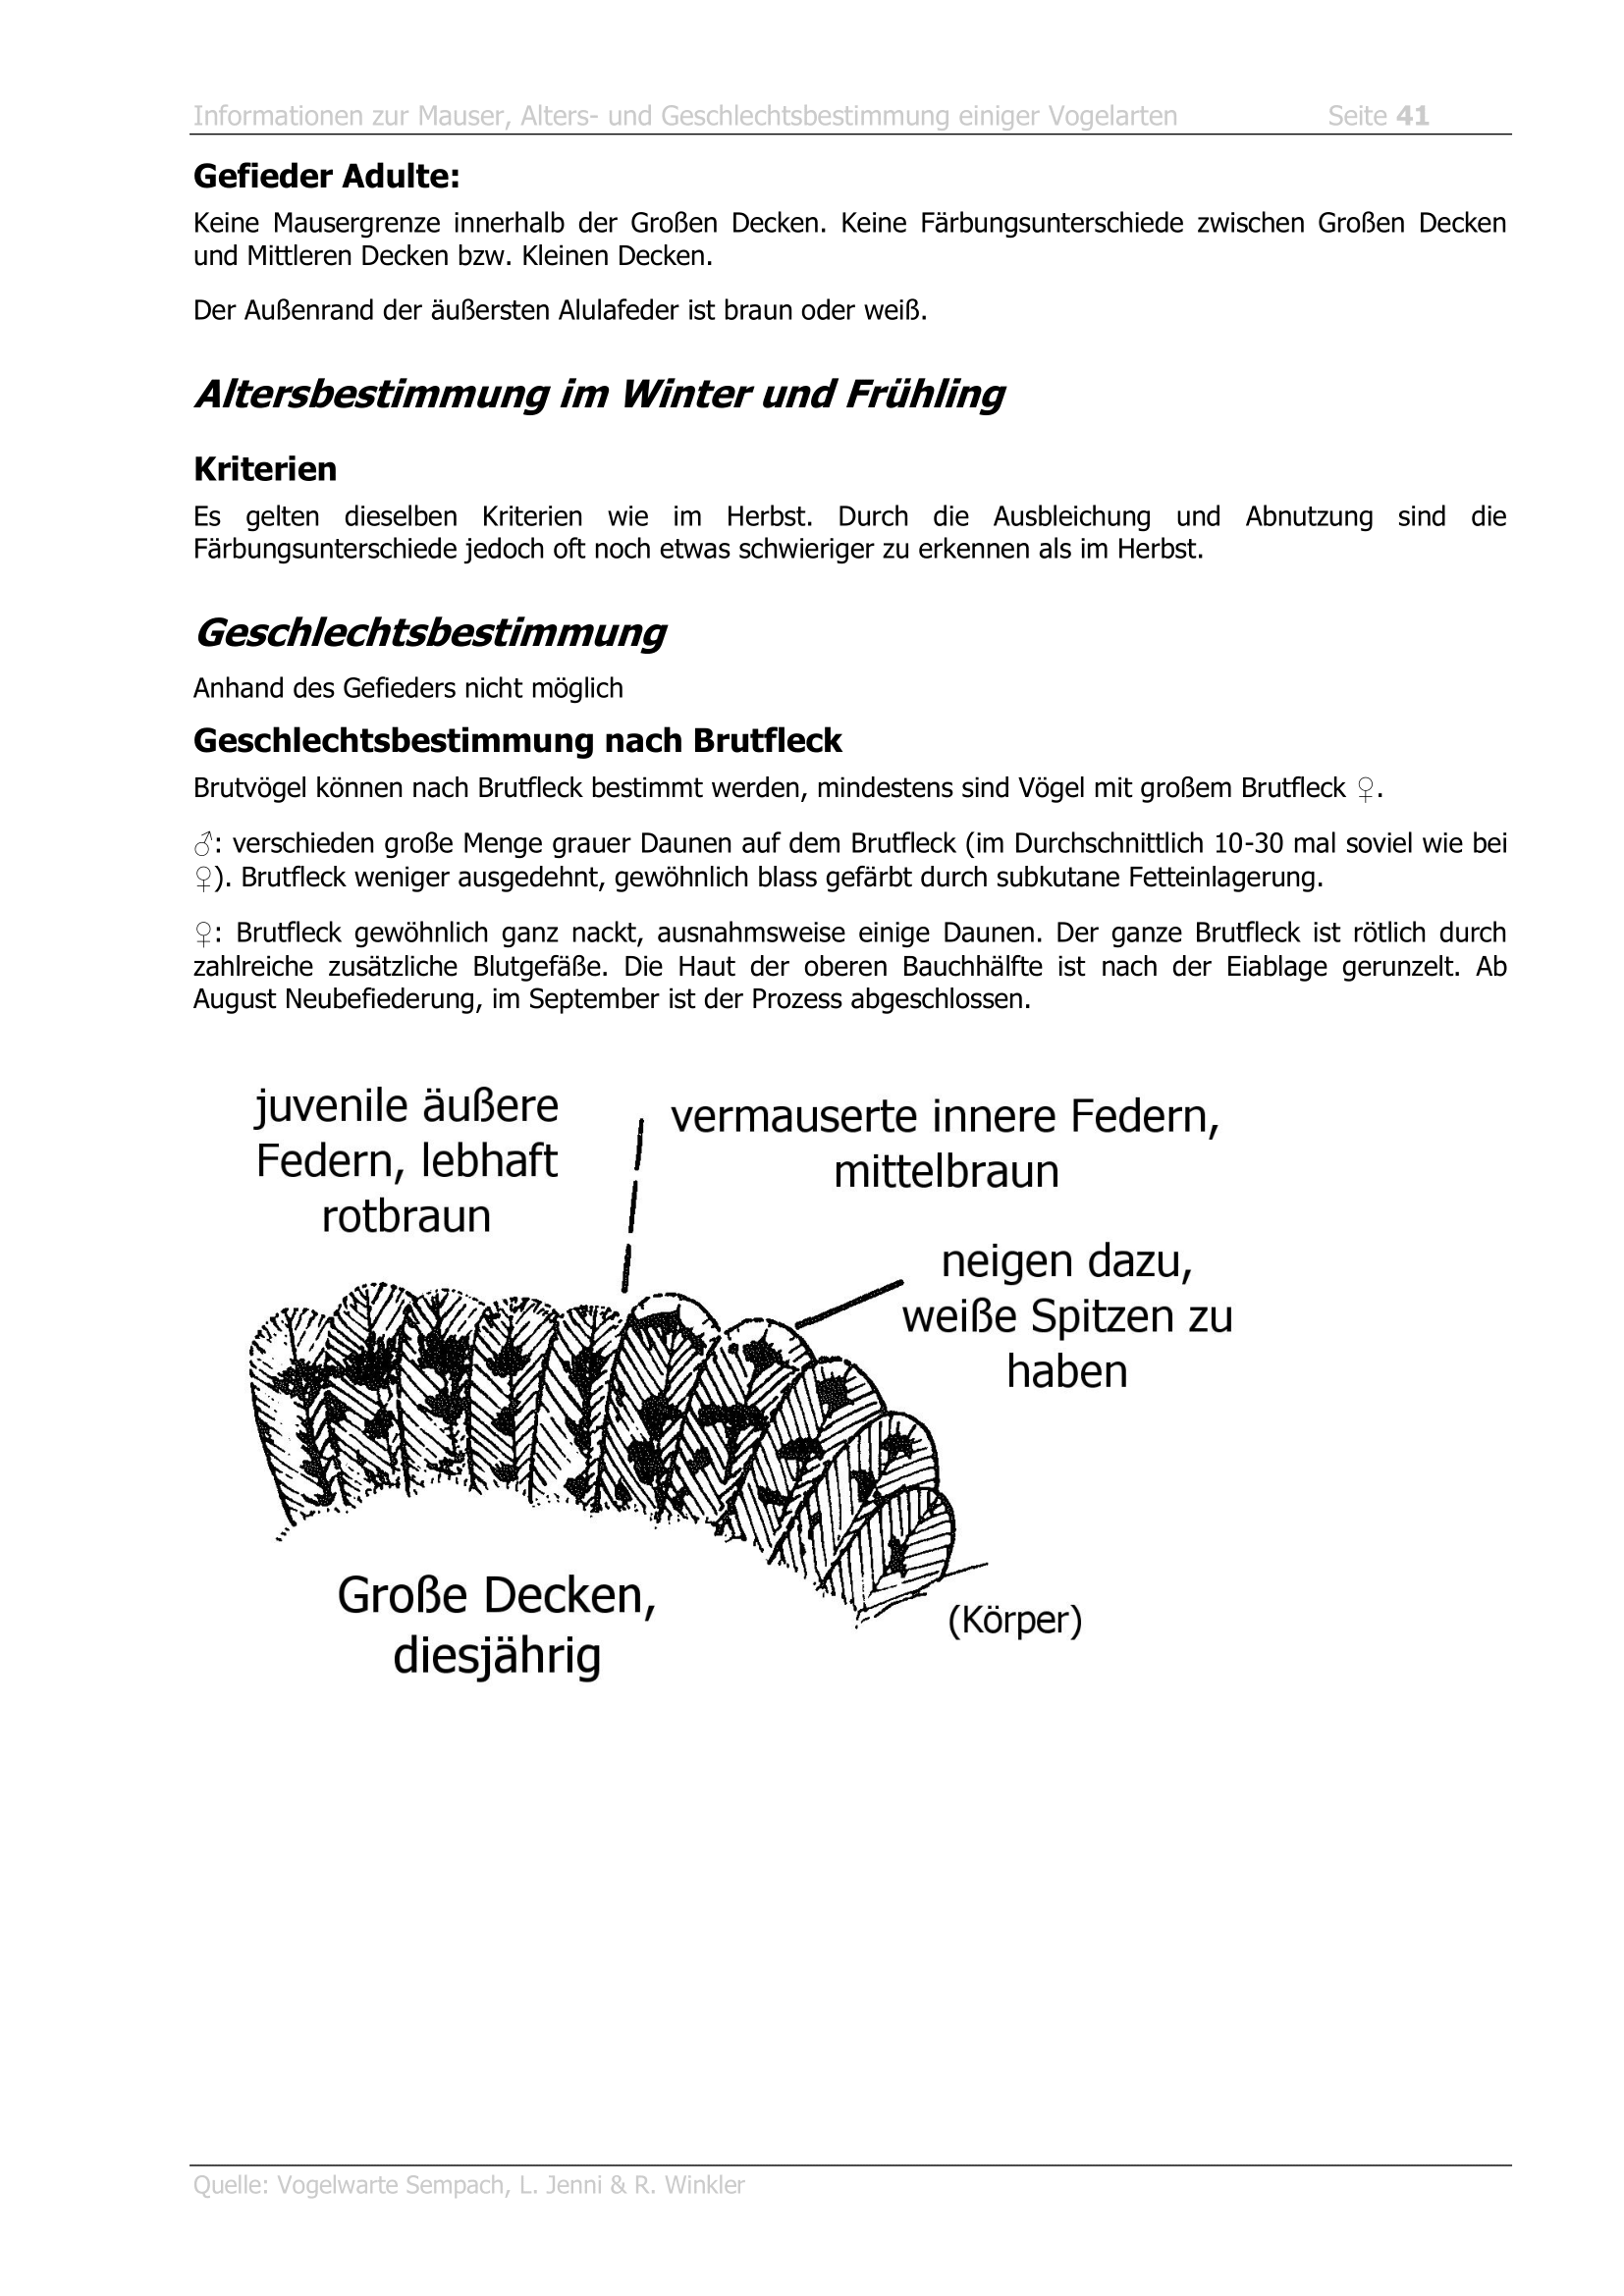 Informationen zur Mauser, Alters- und Geschlechtsbestimmung einiger Vogelarten Seite 41
Gefieder Adulte:
Keine Mausergrenze innerhalb der Großen Decken. Keine Färbungsunterschiede zwischen Großen Decken
und Mittleren Decken bzw. Kleinen Decken.
Der Außenrand der äußersten Alulafeder ist braun oder weiß.
Altersbestimmung im Winter und Frühling
Kriterien
Es gelten dieselben Kriterien wie im Herbst. Durch die Ausbleichung und Abnutzung sind die
Färbungsunterschiede jedoch oft noch etwas schwieriger zu erkennen als im Herbst.
Geschlechtsbestimmung
Anhand des Gefieders nicht möglich
Geschlechtsbestimmung nach Brutfleck
Brutvögel können nach Brutfleck bestimmt werden, mindestens sind Vögel mit großem Brutfleck ♀.
♂: verschieden große Menge grauer Daunen auf dem Brutfleck (im Durchschnittlich 10-30 mal soviel wie bei
♀). Brutfleck weniger ausgedehnt, gewöhnlich blass gefärbt durch subkutane Fetteinlagerung.
♀: Brutfleck gewöhnlich ganz nackt, ausnahmsweise einige Daunen. Der ganze Brutfleck ist rötlich durch
zahlreiche zusätzliche Blutgefäße. Die Haut der oberen Bauchhälfte ist nach der Eiablage gerunzelt. Ab
August Neubefiederung, im September ist der Prozess abgeschlossen.
juvenile äußere
Federn, lebhaft
rotbraun
vermauserte innere Federn,
mittelbraun
neigen dazu,
weiße Spitzen zu
haben
Große Decken,
diesjährig
(Körper)
Quelle: Vogelwarte Sempach, L. Jenni & R. Winkler